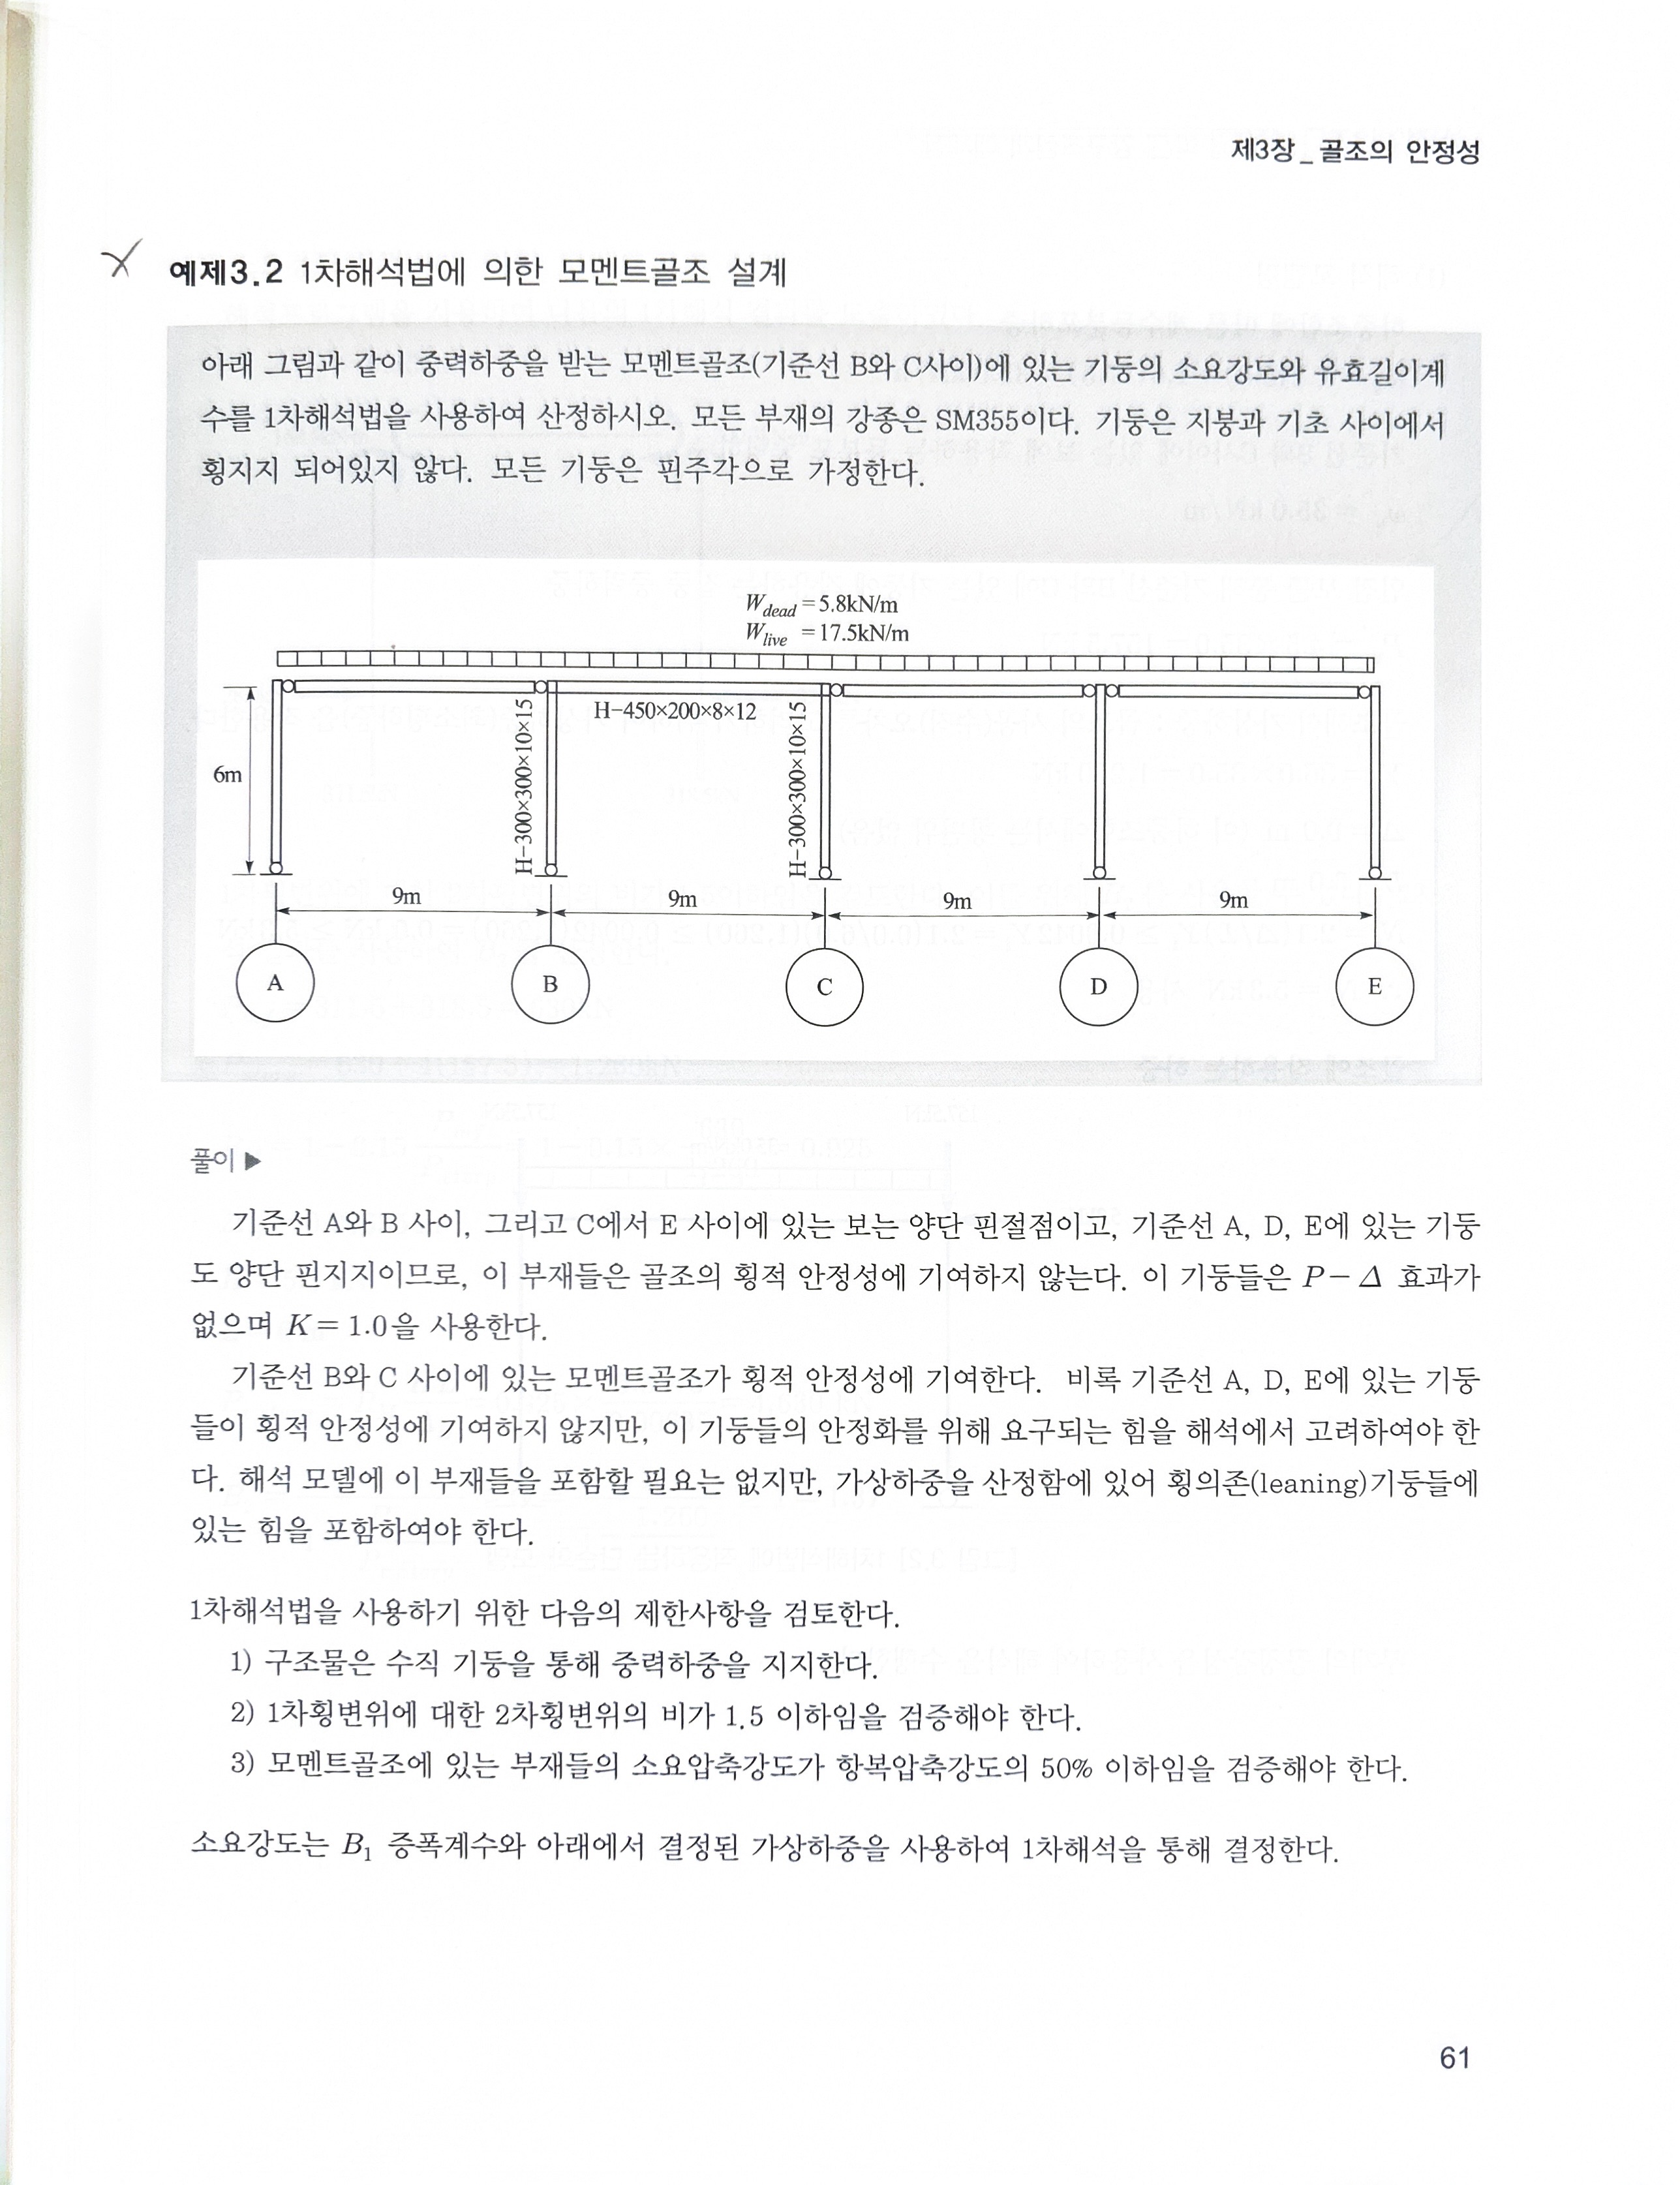 제3장_골조의 안정성
예제3.2 1차해석법에 의한 모멘트골조 설계
아래 그림과 같이 중력하중을 받는 모멘트골조(기준선 B와 C사이)에 있는 기둥의 소요강도와 유효길이계
수를 1차해석법을 사용하여 산정하시오. 모든 부재의 강종은 SM355이다. 기둥은 지붕과 기초 사이에서
횡지지 되어있지 않다. 모든 기둥은 핀주각으로 가정한다.
W dead = 5.8kN/m
W live = 17.5kN/m
H-450×200×8×12
H-300×300×10×15
H-300×300×10×15
6m
9m 9m 9m 9m
A B C D E
풀이 ▶
기준선 A와 B 사이, 그리고 C에서 E 사이에 있는 보는 양단 핀절점이고, 기준선 A, D, E에 있는 기둥
도 양단 핀지지이므로, 이 부재들은 골조의 횡적 안정성에 기여하지 않는다. 이 기둥들은 P－Δ 효과가
없으며 K＝1.0을 사용한다.
기준선 B와 C 사이에 있는 모멘트골조가 횡적 안정성에 기여한다. 비록 기준선 A, D, E에 있는 기둥
들이 횡적 안정성에 기여하지 않지만, 이 기둥들의 안정화를 위해 요구되는 힘을 해석에서 고려하여야 한
다. 해석 모델에 이 부재들을 포함할 필요는 없지만, 가상하중을 산정함에 있어 횡의존(leaning)기둥들에
있는 힘을 포함하여야 한다.
1차해석법을 사용하기 위한 다음의 제한사항을 검토한다.
1) 구조물은 수직 기둥을 통해 중력하중을 지지한다.
2) 1차횡변위에 대한 2차횡변위의 비가 1.5 이하임을 검증해야 한다.
3) 모멘트골조에 있는 부재들의 소요압축강도가 항복압축강도의 50% 이하임을 검증해야 한다.
소요강도는 B₁ 증폭계수와 아래에서 결정된 가상하중을 사용하여 1차해석을 통해 결정한다.
61